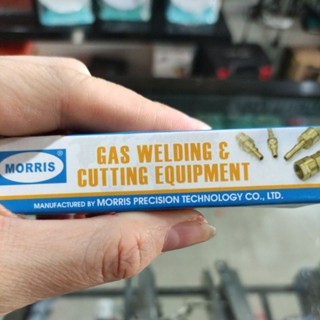 MORRIS®
GAS WELDING &
CUTTING EQUIPMENT
MANUFACTURED BY MORRIS PRECISION TECHNOLOGY CO., LTD.